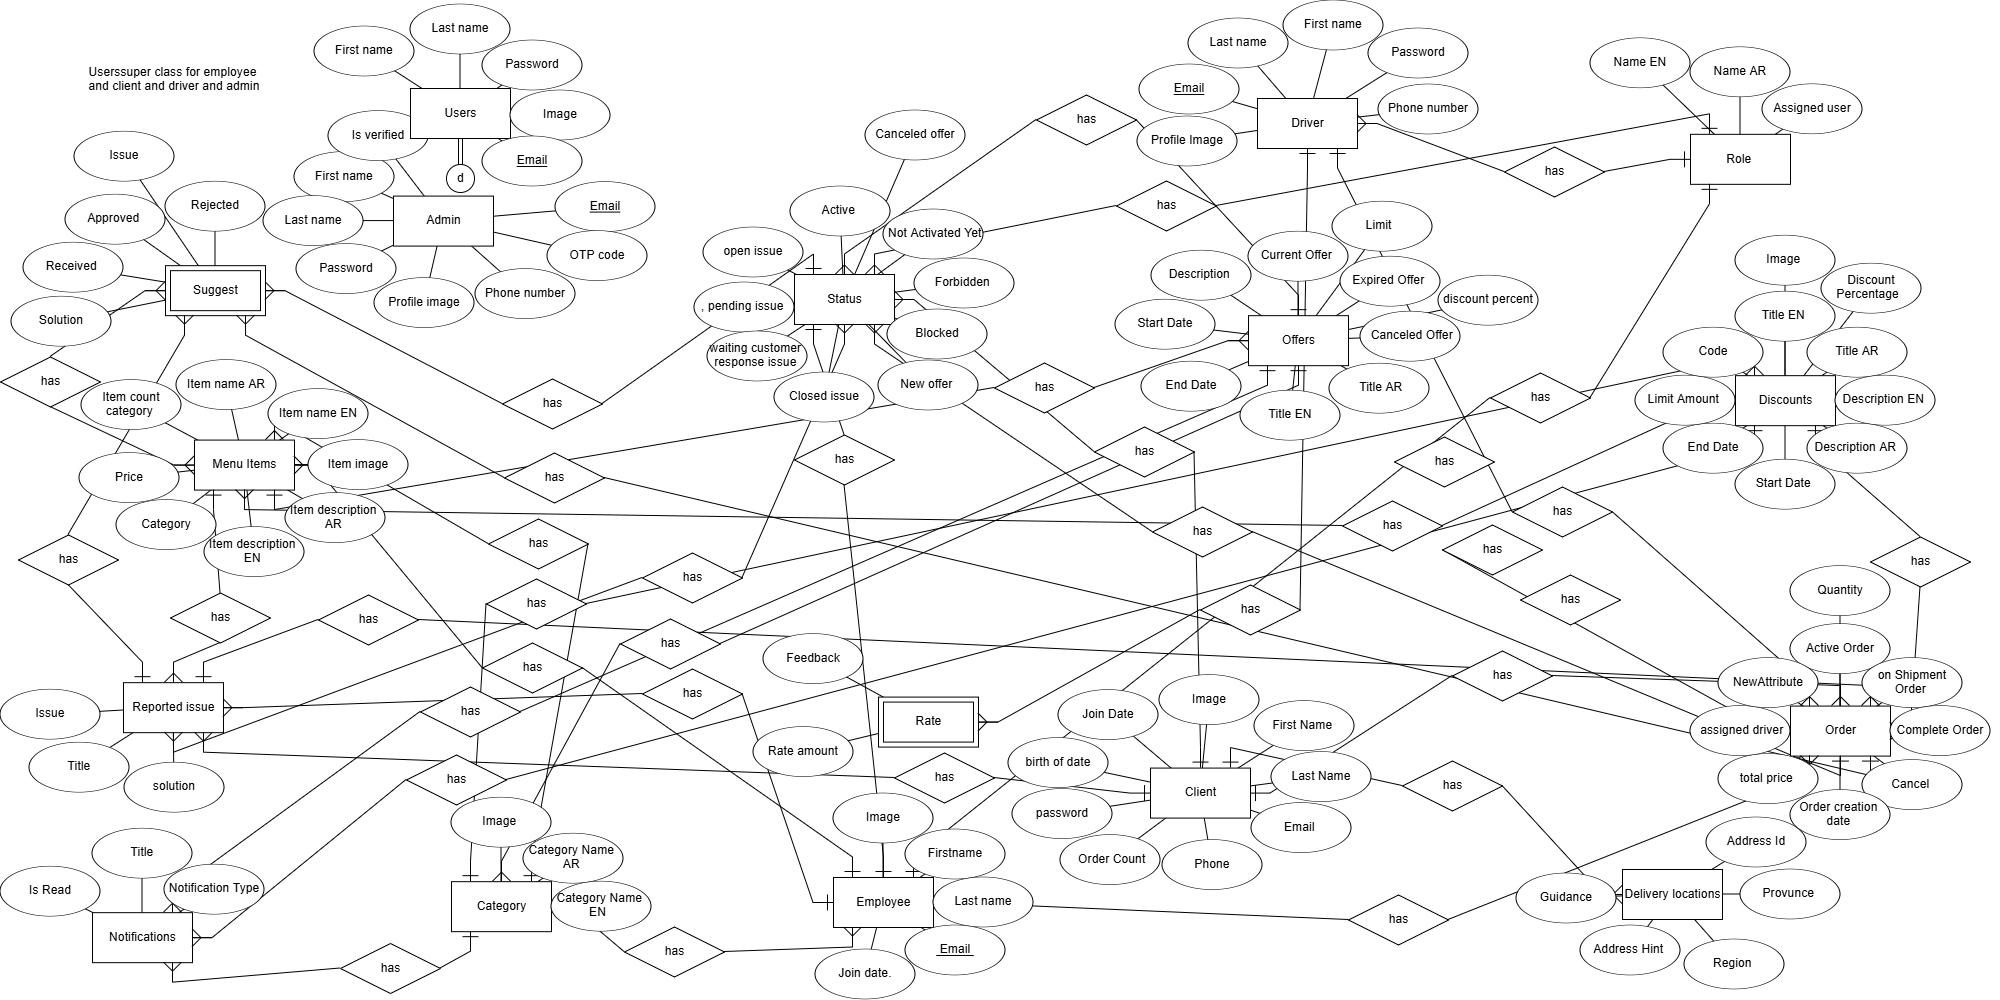 Userssuper class for employee
and client and driver and admin
First name
Last name
Password
Users
Image
Is verified
Email
d
First name
Last name
Admin
Email
OTP code
Password
Profile image
Phone number
Issue
Approved
Rejected
Received
Suggest
Solution
has
Item count
category
Item name AR
Item name EN
Menu Items
Item image
Price
Category
Item description
AR
Item description
EN
has
has
has
Reported issue
Issue
Title
solution
Title
Is Read
Notification Type
Notifications
has
Canceled offer
Active
Not Activated Yet
open issue
Status
Forbidden
, pending issue
Blocked
waiting customer
response issue
Closed issue
New offer
has
has
has
has
has
has
has
has
has
has
has
has
has
has
Feedback
Rate
Rate amount
Image
Category Name
AR
Category
Category Name
EN
has
Image
Firstname
Employee
Last name
Email
Join date.
First name
Last name
Password
Email
Driver
Phone number
Profile Image
has
has
has
Name EN
Name AR
Assigned user
Role
Limit
Current Offer
Description
Expired Offer
discount percent
Start Date
Offers
Canceled Offer
End Date
Title AR
Title EN
has
has
has
has
has
has
has
has
has
has
has
Image
Discount
Percentage
Title EN
Code
Title AR
Limit Amount
Discounts
Description EN
End Date
Description AR
Start Date
has
Quantity
Active Order
NewAttribute
on Shipment
Order
assigned driver
Order
Complete Order
total price
Cancel
Order creation
date
Join Date
Image
First Name
birth of date
Client
Last Name
password
Email
Order Count
Phone
has
has
Address Id
Guidance
Delivery locations
Provunce
Address Hint
Region